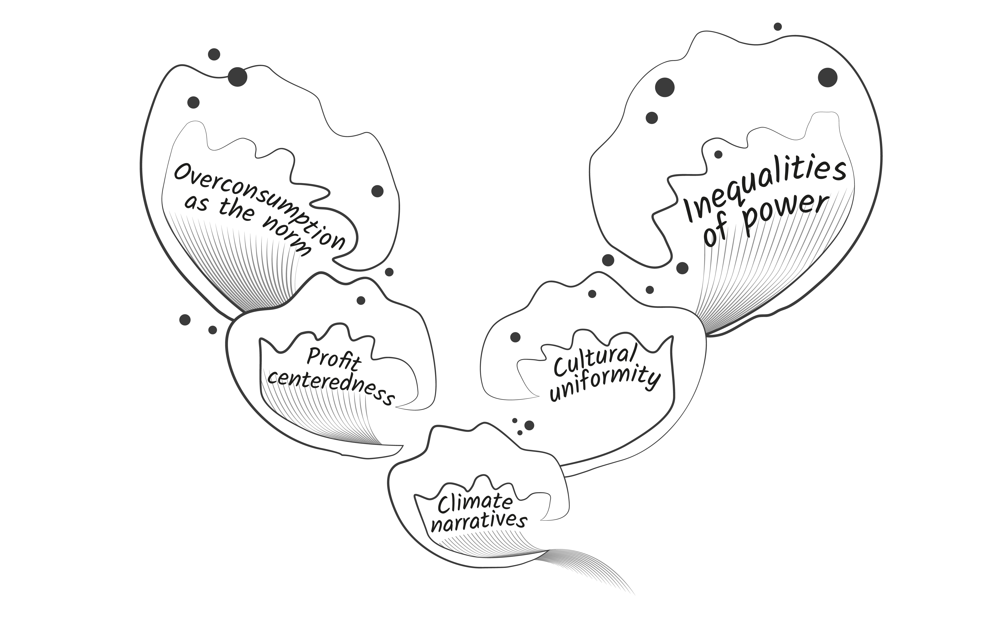 Overconsumption
as the norm
Inequalities
of power
Profit
centeredness
Cultural
uniformity
Climate
narratives